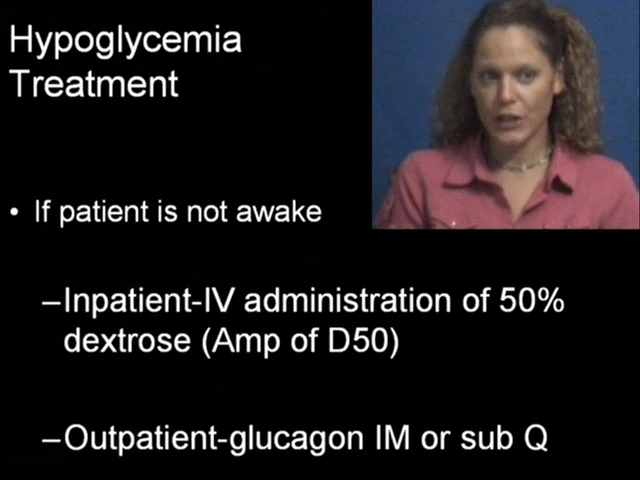 Hypoglycemia
Treatment
• If patient is not awake
–Inpatient-IV administration of 50%
dextrose (Amp of D50)
–Outpatient-glucagon IM or sub Q